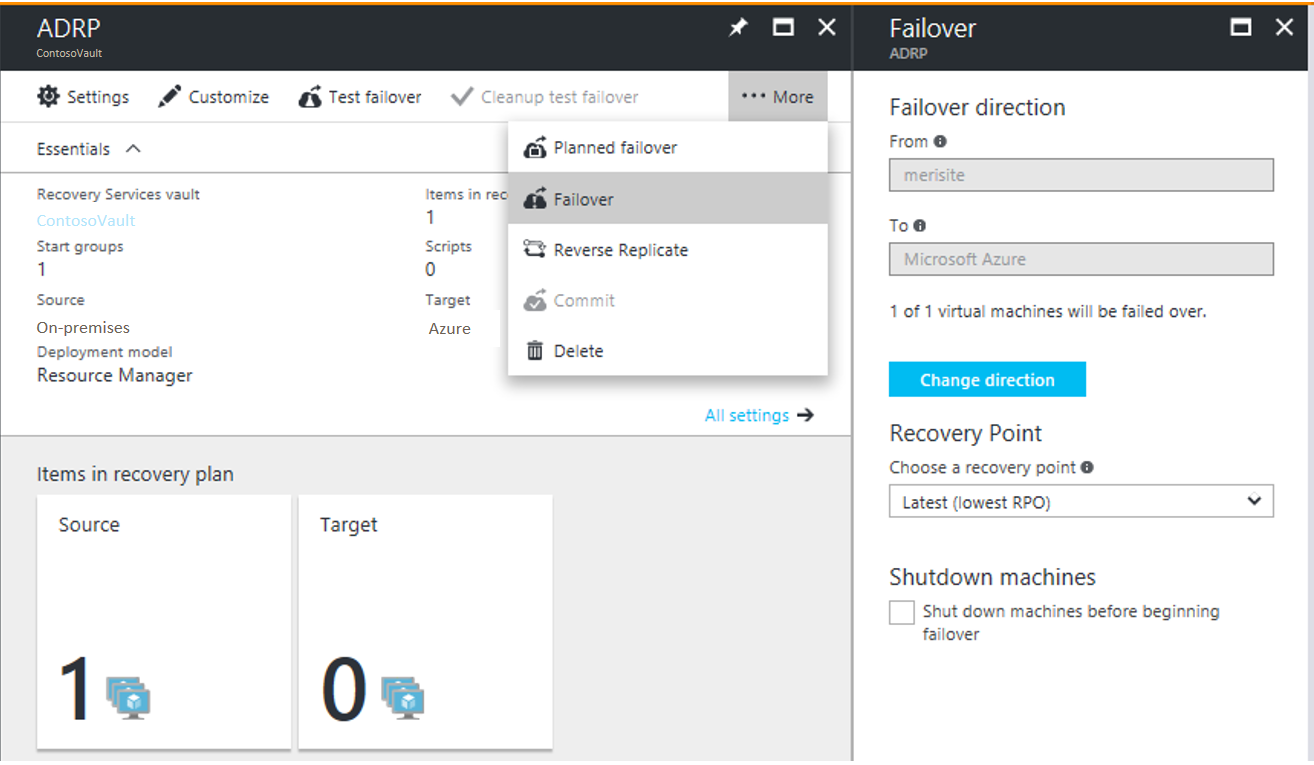 ADRP
ContosoVault
Settings
Customize
Test failover
Cleanup test failover
More
Essentials
Recovery Services vault
ContosoVault
Start groups
1
Source
On-premises
Deployment model
Resource Manager
Items in reco
1
Scripts
0
Target
Azure
Planned failover
Failover
Reverse Replicate
Commit
Delete
All settings
Items in recovery plan
Source
1
Target
0
Failover
ADRP
Failover direction
From
merisite
To
Microsoft Azure
1 of 1 virtual machines will be failed over.
Change direction
Recovery Point
Choose a recovery point
Latest (lowest RPO)
Shutdown machines
Shut down machines before beginning
failover